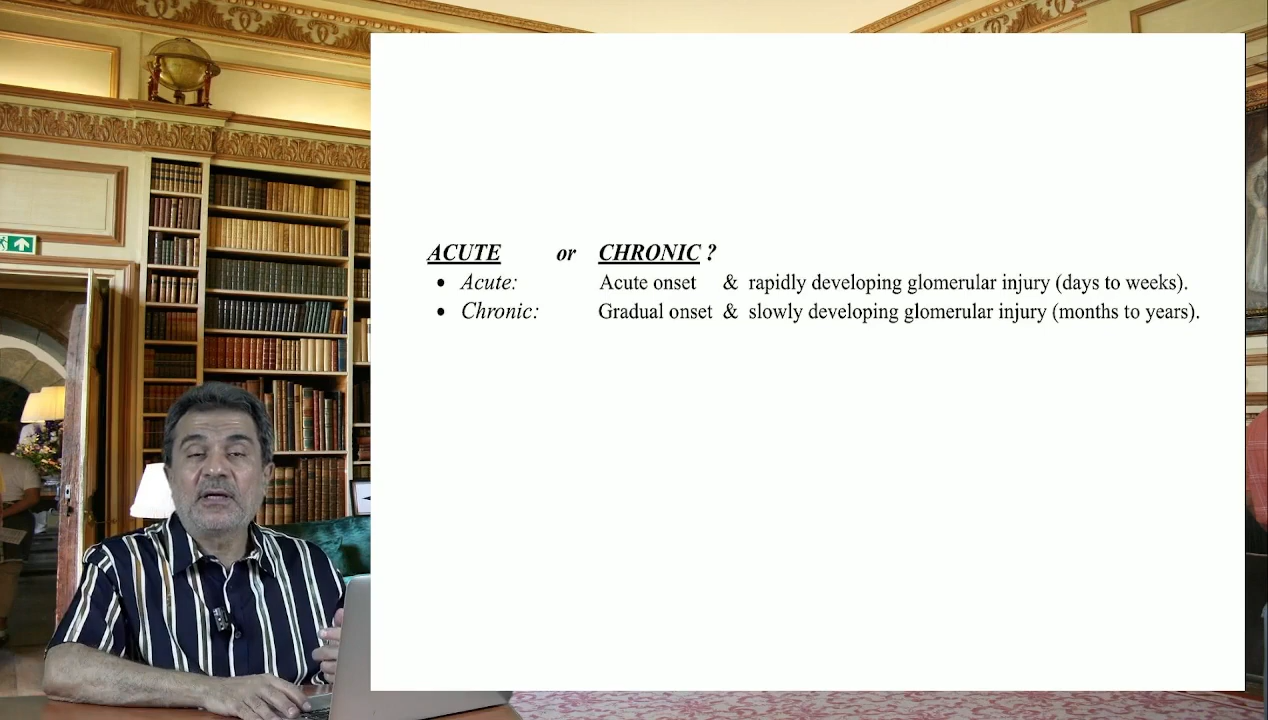 ACUTE or CHRONIC ?
• Acute: Acute onset & rapidly developing glomerular injury (days to weeks).
• Chronic: Gradual onset & slowly developing glomerular injury (months to years).